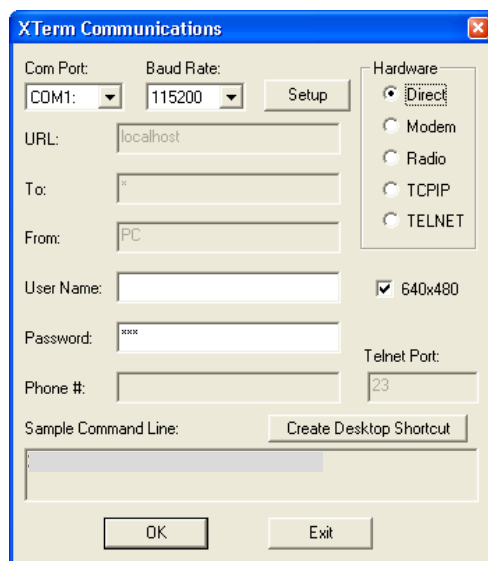 XTerm Communications
Com Port: Baud Rate: Hardware
COM1: 115200 Setup Direct
Modem
URL: localhost
Radio
To: *
TCPIP
From: PC
TELNET
User Name: 640x480
Password: ***
Telnet Port:
Phone #: 23
Sample Command Line: Create Desktop Shortcut
OK Exit